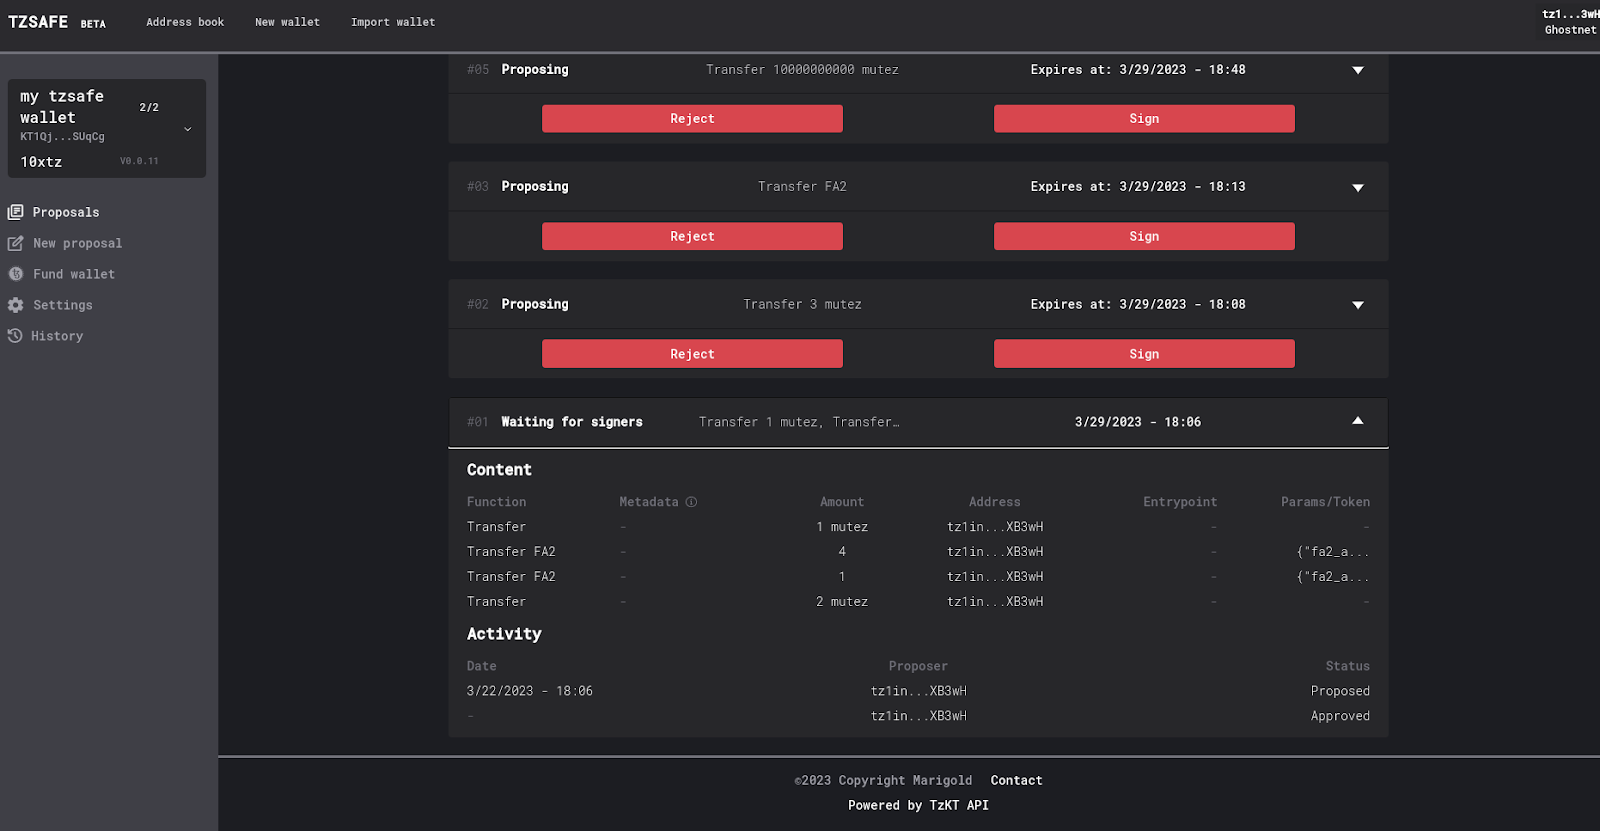 TZSAFE BETA Address book New wallet Import wallet
tz1...3wH
Ghostnet
my tzsafe
wallet
2/2
KT1Qj...SUqCg
10xtz V0.0.11
Proposals
New proposal
Fund wallet
Settings
History
#05 Proposing Transfer 10000000000 mutez Expires at: 3/29/2023 - 18:48
Reject Sign
#03 Proposing Transfer FA2 Expires at: 3/29/2023 - 18:13
Reject Sign
#02 Proposing Transfer 3 mutez Expires at: 3/29/2023 - 18:08
Reject Sign
#01 Waiting for signers Transfer 1 mutez, Transfer… 3/29/2023 - 18:06
Content
Function Metadata Amount Address Entrypoint Params/Token
Transfer - 1 mutez tz1in...XB3wH - -
Transfer FA2 - 4 tz1in...XB3wH - {"fa2_a...
Transfer FA2 - 1 tz1in...XB3wH - {"fa2_a...
Transfer - 2 mutez tz1in...XB3wH - -
Activity
Date Proposer Status
3/22/2023 - 18:06 tz1in...XB3wH Proposed
- tz1in...XB3wH Approved
©2023 Copyright Marigold Contact
Powered by TzKT API